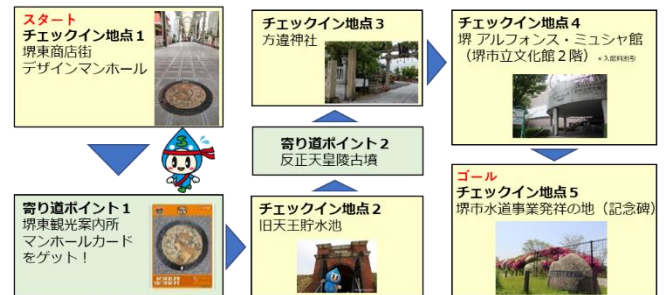 スタート
チェックイン地点1
堺東商店街
デザインマンホール
寄り道ポイント1
堺東観光案内所
マンホールカード
をゲット！
チェックイン地点2
旧天王貯水池
寄り道ポイント2
反正天皇陵古墳
チェックイン地点3
方違神社
チェックイン地点4
堺 アルフォンス・ミュシャ館
（堺市立文化館２階）※入館料割引
ゴール
チェックイン地点5
堺市水道事業発祥の地（記念碑）